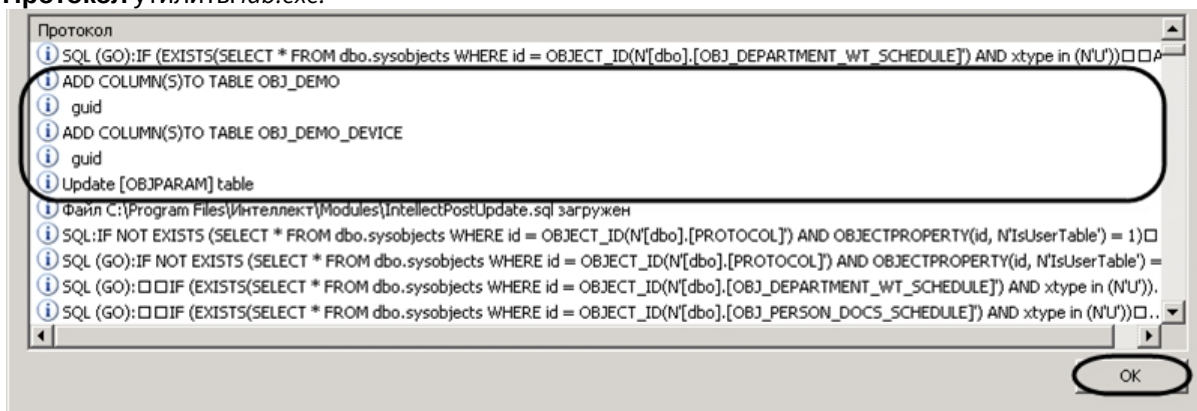 Протокол утилиты idb.exe.
Протокол
SQL (GO):IF (EXISTS(SELECT * FROM dbo.sysobjects WHERE id = OBJECT_ID(N'[dbo].[OBJ_DEPARTMENT_WT_SCHEDULE]') AND xtype in (N'U'))□□A
ADD COLUMN(S)TO TABLE OBJ_DEMO
guid
ADD COLUMN(S)TO TABLE OBJ_DEMO_DEVICE
guid
Update [OBJPARAM] table
Файл C:\Program Files\Интеллект\Modules\IntellectPostUpdate.sql загружен
SQL:IF NOT EXISTS (SELECT * FROM dbo.sysobjects WHERE id = OBJECT_ID(N'[dbo].[PROTOCOL]') AND OBJECTPROPERTY(id, N'IsUserTable') = 1)□
SQL (GO):IF NOT EXISTS (SELECT * FROM dbo.sysobjects WHERE id = OBJECT_ID(N'[dbo].[PROTOCOL]') AND OBJECTPROPERTY(id, N'IsUserTable') =
SQL (GO):□□IF (EXISTS(SELECT * FROM dbo.sysobjects WHERE id = OBJECT_ID(N'[dbo].[OBJ_DEPARTMENT_WT_SCHEDULE]') AND xtype in (N'U')).
SQL (GO):□□IF (EXISTS(SELECT * FROM dbo.sysobjects WHERE id = OBJECT_ID(N'[dbo].[OBJ_PERSON_DOCS_SCHEDULE]') AND xtype in (N'U'))□..
OK